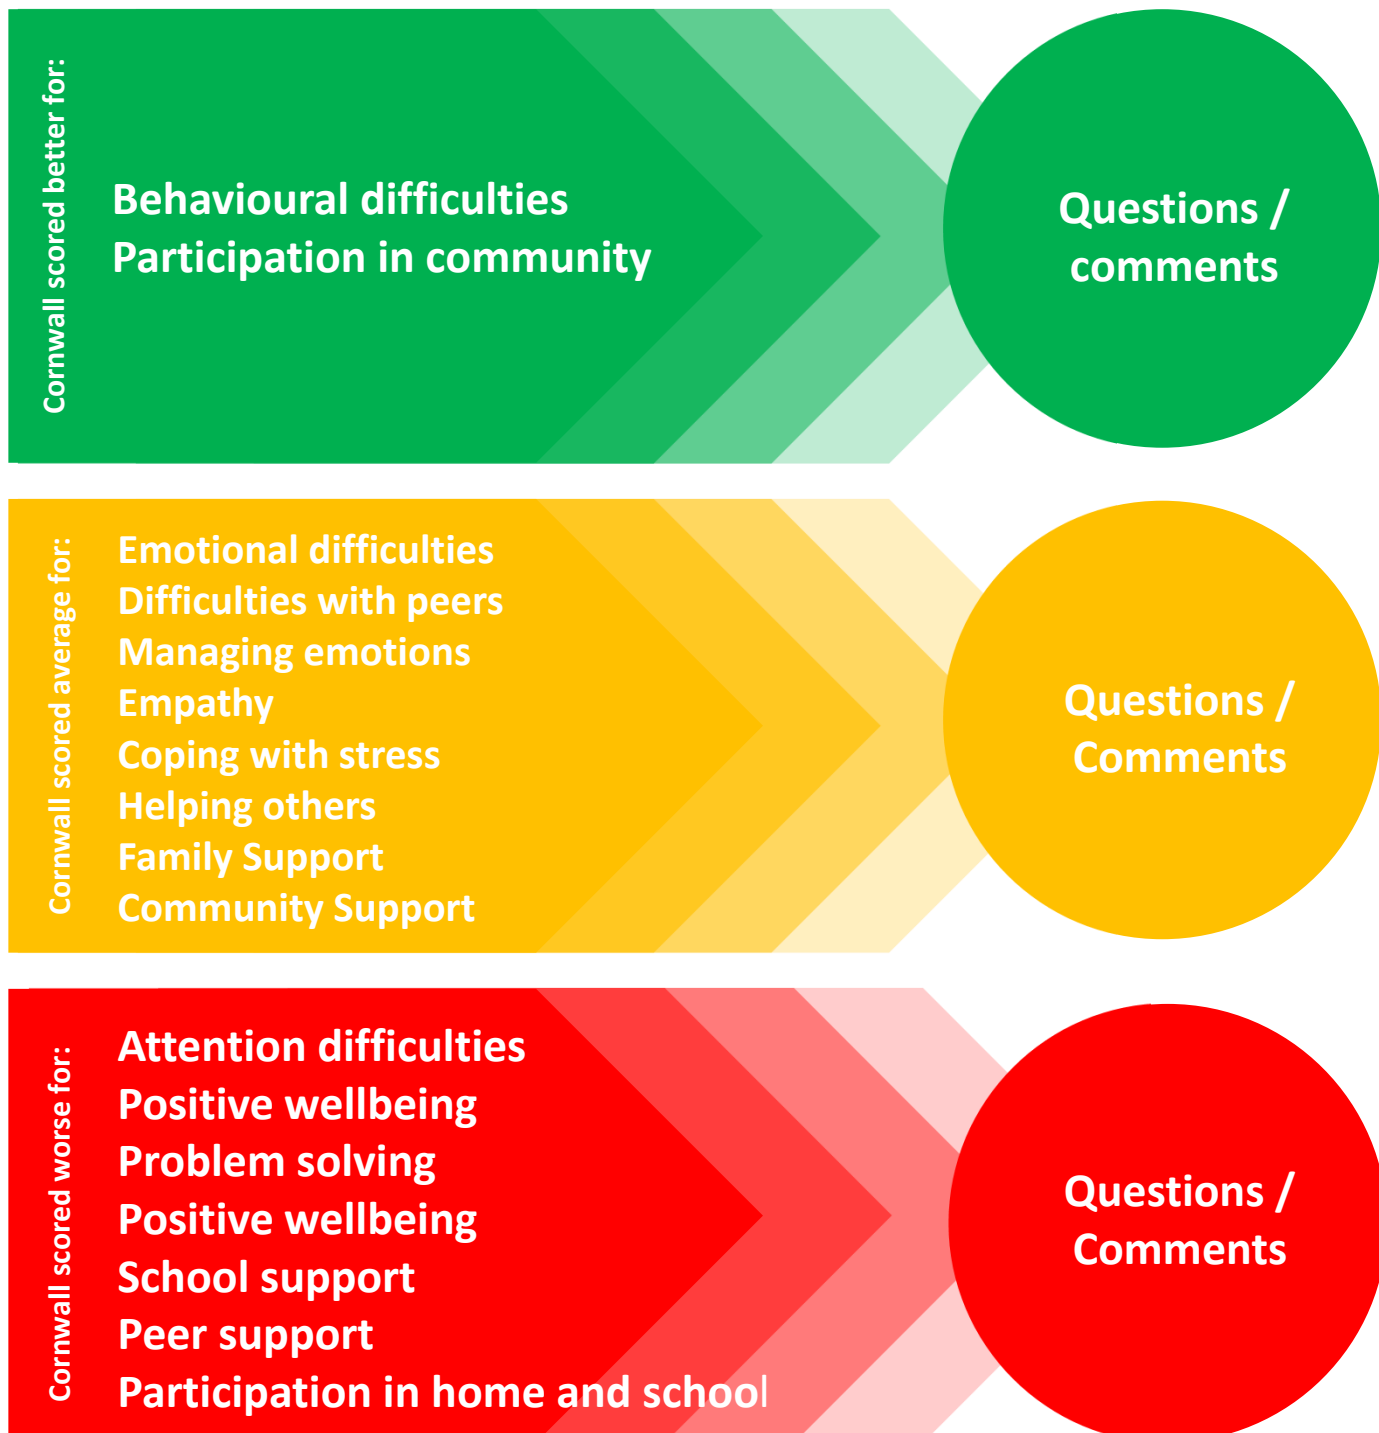 Cornwall scored better for:
Behavioural difficulties
Participation in community
Questions /
comments
Cornwall scored average for:
Emotional difficulties
Difficulties with peers
Managing emotions
Empathy
Coping with stress
Helping others
Family Support
Community Support
Questions /
Comments
Cornwall scored worse for:
Attention difficulties
Positive wellbeing
Problem solving
Positive wellbeing
School support
Peer support
Participation in home and school
Questions /
Comments